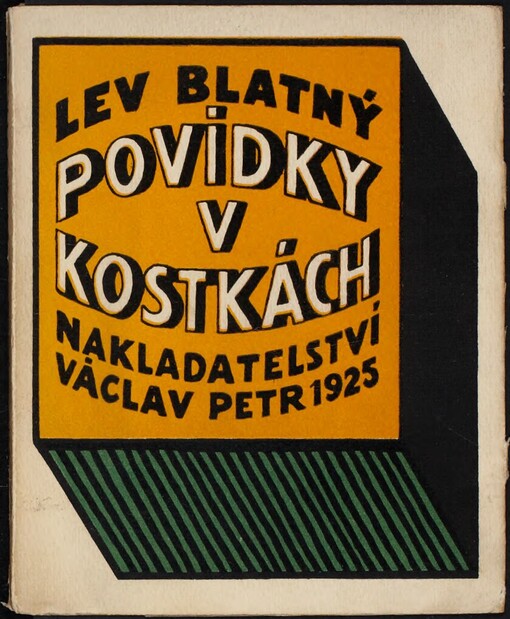 LEV BLATNÝ
POVÍDKY
V
KOSTKÁCH
NAKLADATELSTVÍ
VÁCLAV PETR 1925